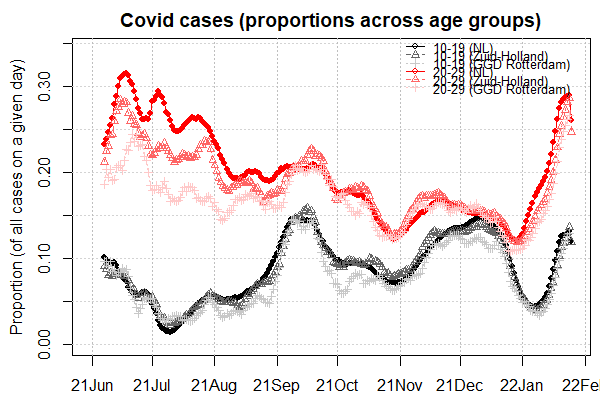 Covid cases (proportions across age groups)
10-19 (NL)
10-19 (Zuid-Holland)
10-19 (GGD Rotterdam)
20-29 (NL)
20-29 (Zuid-Holland)
20-29 (GGD Rotterdam)
Proportion (of all cases on a given day)
0.30
0.20
0.10
0.00
21Jun 21Jul 21Aug 21Sep 21Oct 21Nov 21Dec 22Jan 22Feb